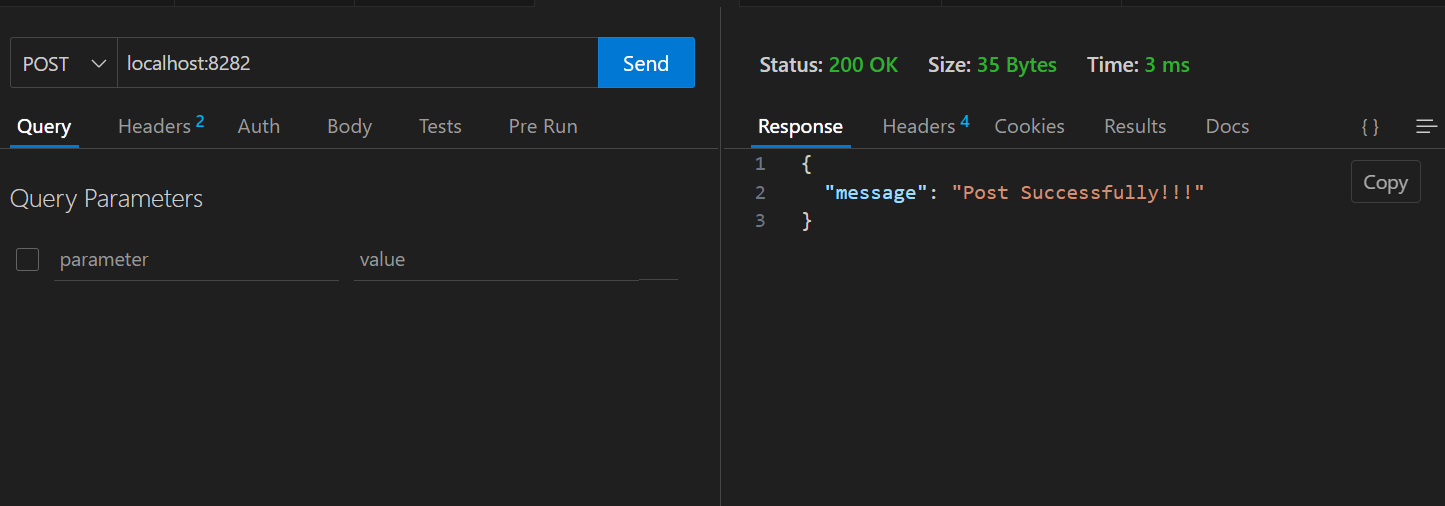 POST localhost:8282 Send
Query Headers 2 Auth Body Tests Pre Run
Query Parameters
parameter value
Status: 200 OK Size: 35 Bytes Time: 3 ms
Response Headers 4 Cookies Results Docs { }
1 {
2 "message": "Post Successfully!!!"
3 }
Copy